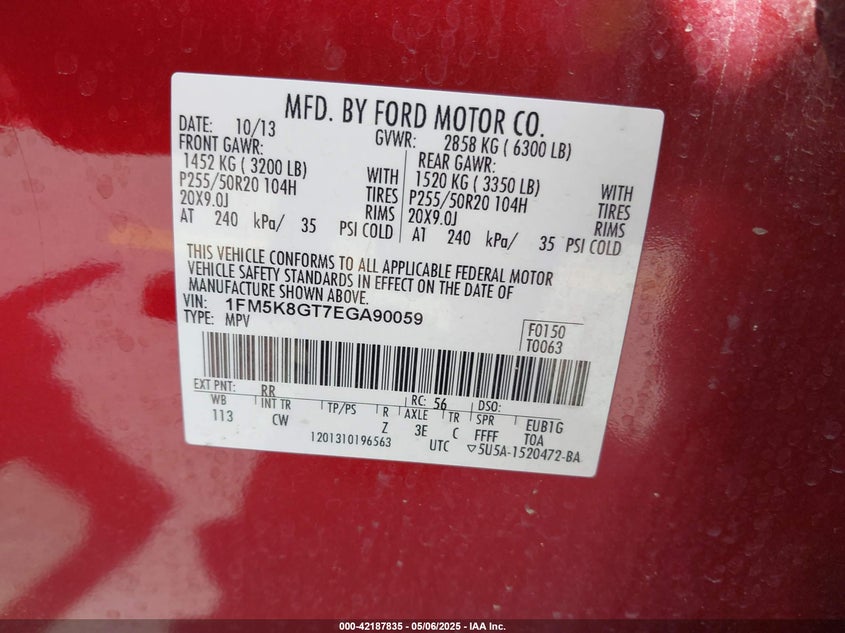 MFD. BY FORD MOTOR CO.
DATE: 10/13 GVWR: 2858 KG ( 6300 LB)
FRONT GAWR: REAR GAWR:
1452 KG ( 3200 LB) WITH 1520 KG ( 3350 LB) WITH
P255/50R20 104H TIRES P255/50R20 104H TIRES
20X9.0J RIMS 20X9.0J RIMS
AT 240 kPa/ 35 PSI COLD AT 240 kPa/ 35 PSI COLD
THIS VEHICLE CONFORMS TO ALL APPLICABLE FEDERAL MOTOR
VEHICLE SAFETY STANDARDS IN EFFECT ON THE DATE OF
MANUFACTURE SHOWN ABOVE.
VIN: 1FM5K8GT7EGA90059 F0150
TYPE: MPV T0063
EXT PNT: RR RC: 56 DSO:
WB INT TR TP/PS R AXLE TR SPR EUB1G
113 CW Z 3E C FFFF TOA
1201310196563 UTC ▽5U5A-1520472-BA
000-42187835 - 05/06/2025 - IAA Inc.